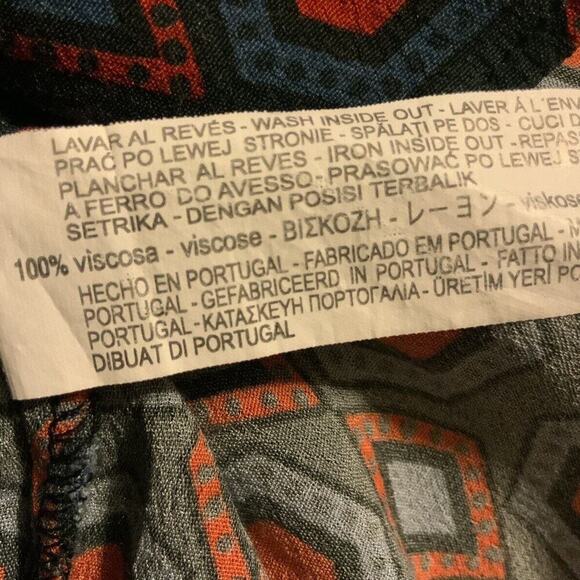 LAVAR AL REVÉS - WASH INSIDE OUT - LAVER À L'ENV
PRAĆ PO LEWEJ STRONIE - SPĂLAŢI PE DOS - CUCI D
PLANCHAR AL REVES - IRON INSIDE OUT - REPAS
A FERRO DO AVESSO - PRASOWAĆ PO LEWEJ S
SETRIKA - DENGAN POSISI TERBALIK
100% viscosa - viscose - ΒΙΣΚΟΖΗ - レーヨン - viskose
HECHO EN PORTUGAL - FABRICADO EM PORTUGAL - M
PORTUGAL - GEFABRICEERD IN PORTUGAL - FATTO IN
PORTUGAL - ΚΑΤΑΣΚΕΥΗ ΠΟΡΤΟΓΑΛΙΑ - ÜRETİM YERİ PO
DIBUAT DI PORTUGAL